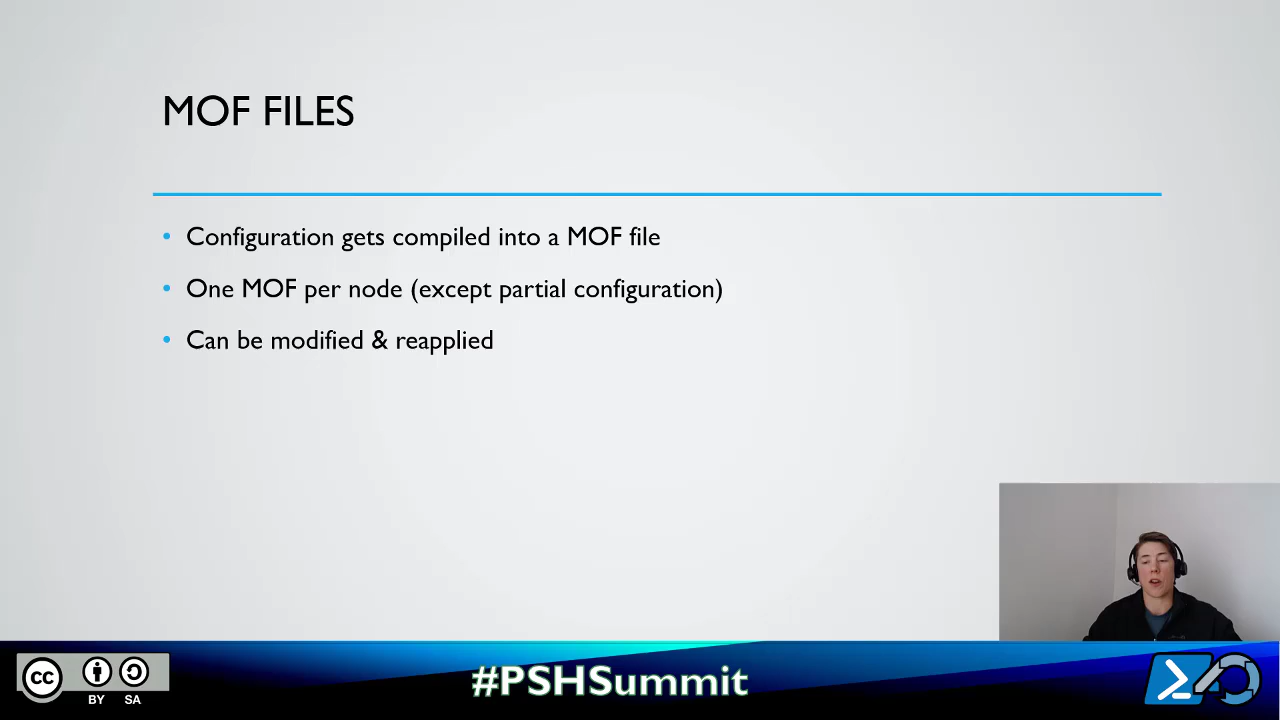 MOF FILES
Configuration gets compiled into a MOF file
One MOF per node (except partial configuration)
Can be modified & reapplied
#PSHSummit
CC
BY SA